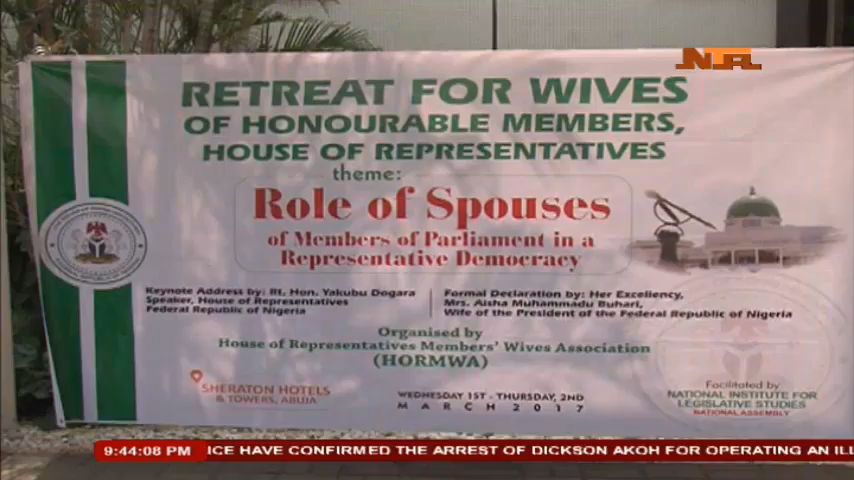 NTA
RETREAT FOR WIVES
OF HONOURABLE MEMBERS,
HOUSE OF REPRESENTATIVES
theme:
Role of Spouses
of Members of Parliament in a
Representative Democracy
Keynote Address by: Rt. Hon. Yakubu Dogara
Speaker, House of Representatives
Federal Republic of Nigeria
Formal Declaration by: Her Excellency,
Mrs. Aisha Muhammadu Buhari,
Wife of the President of the Federal Republic of Nigeria
Organised by
House of Representatives Members' Wives Association
(HORMWA)
SHERATON HOTELS
& TOWERS, ABUJA
WEDNESDAY 1ST - THURSDAY, 2ND
MARCH 2017
Facilitated by
NATIONAL INSTITUTE FOR
LEGISLATIVE STUDIES
NATIONAL ASSEMBLY
9:44:08 PM ICE HAVE CONFIRMED THE ARREST OF DICKSON AKOH FOR OPERATING AN ILL